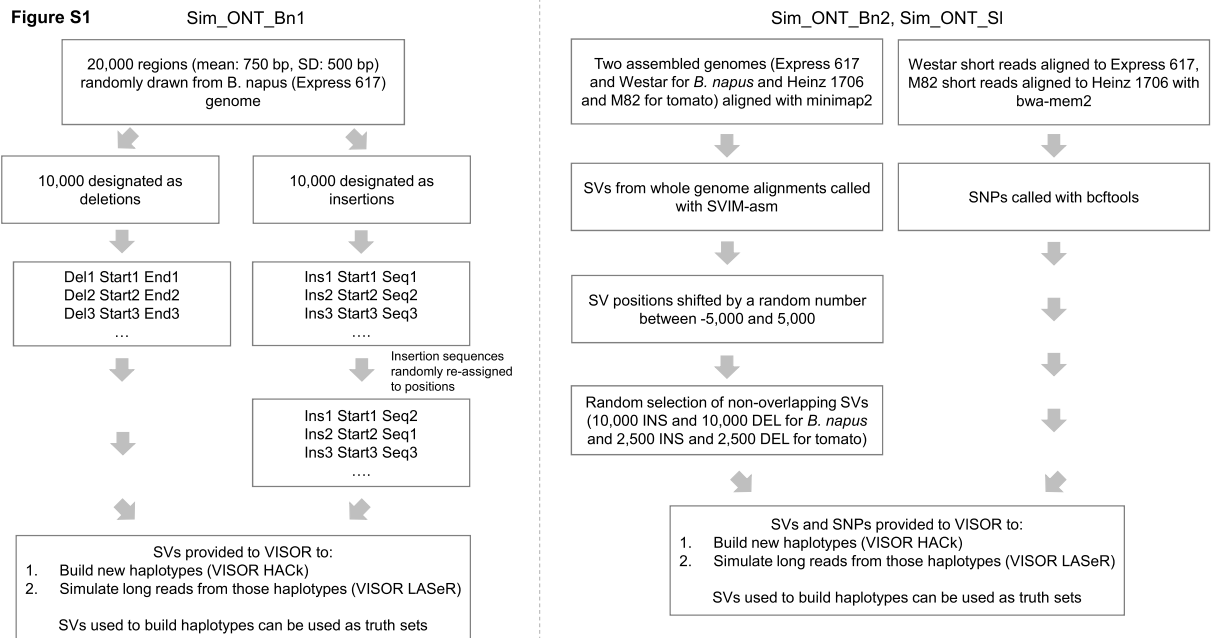 Figure S1
Sim_ONT_Bn1
20,000 regions (mean: 750 bp, SD: 500 bp)
randomly drawn from B. napus (Express 617)
genome
10,000 designated as
deletions
10,000 designated as
insertions
Del1 Start1 End1
Del2 Start2 End2
Del3 Start3 End3
…
Ins1 Start1 Seq1
Ins2 Start2 Seq2
Ins3 Start3 Seq3
….
Insertion sequences
randomly re-assigned
to positions
Ins1 Start1 Seq2
Ins2 Start2 Seq1
Ins3 Start3 Seq3
….
SVs provided to VISOR to:
1. Build new haplotypes (VISOR HACk)
2. Simulate long reads from those haplotypes (VISOR LASeR)
SVs used to build haplotypes can be used as truth sets
Sim_ONT_Bn2, Sim_ONT_Sl
Two assembled genomes (Express 617
and Westar for B. napus and Heinz 1706
and M82 for tomato) aligned with minimap2
Westar short reads aligned to Express 617,
M82 short reads aligned to Heinz 1706 with
bwa-mem2
SVs from whole genome alignments called
with SVIM-asm
SNPs called with bcftools
SV positions shifted by a random number
between -5,000 and 5,000
Random selection of non-overlapping SVs
(10,000 INS and 10,000 DEL for B. napus
and 2,500 INS and 2,500 DEL for tomato)
SVs and SNPs provided to VISOR to:
1. Build new haplotypes (VISOR HACk)
2. Simulate long reads from those haplotypes (VISOR LASeR)
SVs used to build haplotypes can be used as truth sets